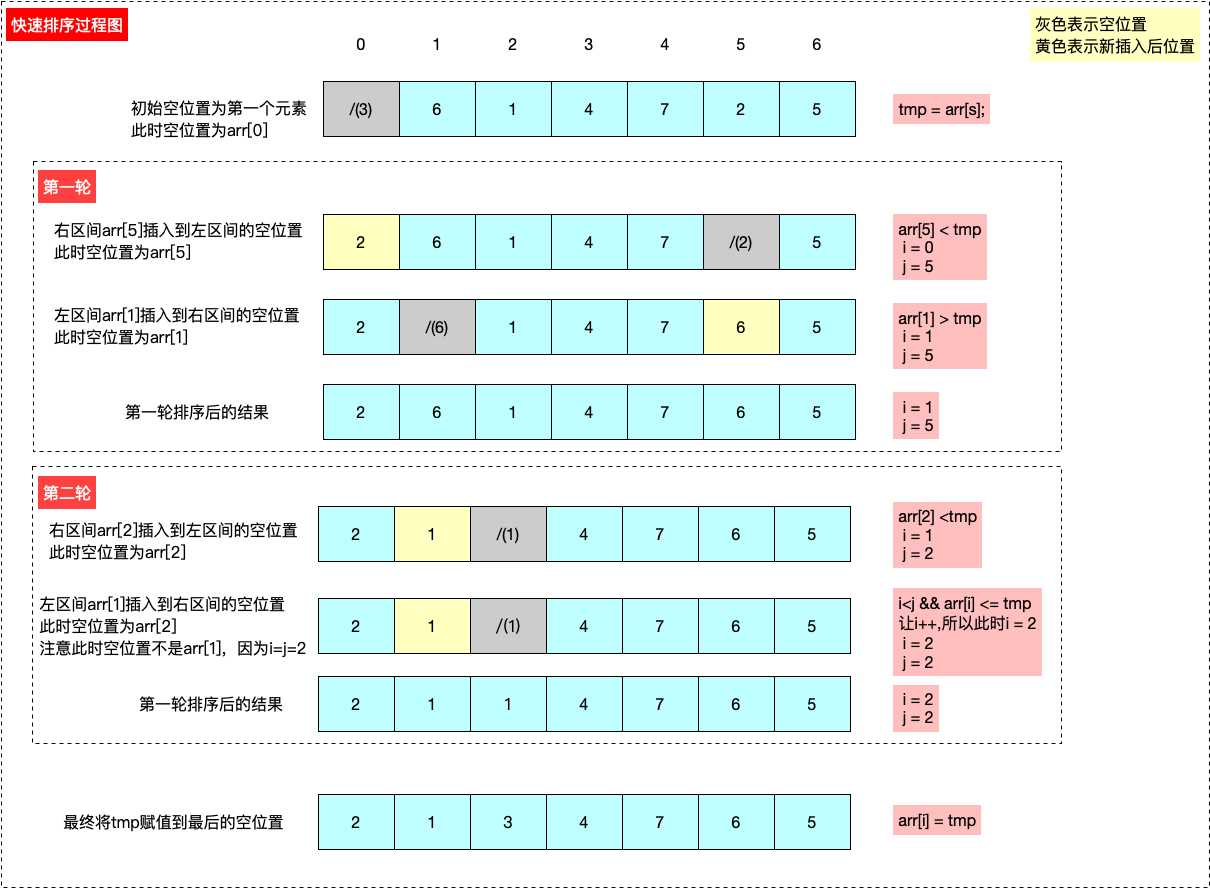 快速排序过程图
灰色表示空位置
黄色表示新插入后位置
0 1 2 3 4 5 6
初始空位置为第一个元素
此时空位置为arr[0]
/(3) 6 1 4 7 2 5
tmp = arr[s];
第一轮
右区间arr[5]插入到左区间的空位置
此时空位置为arr[5]
2 6 1 4 7 /(2) 5
arr[5] < tmp
i = 0
j = 5
左区间arr[1]插入到右区间的空位置
此时空位置为arr[1]
2 /(6) 1 4 7 6 5
arr[1] > tmp
i = 1
j = 5
第一轮排序后的结果
2 6 1 4 7 6 5
i = 1
j = 5
第二轮
右区间arr[2]插入到左区间的空位置
此时空位置为arr[2]
2 1 /(1) 4 7 6 5
arr[2] <tmp
i = 1
j = 2
左区间arr[1]插入到右区间的空位置
此时空位置为arr[2]
注意此时空位置不是arr[1]，因为i=j=2
2 1 /(1) 4 7 6 5
i<j && arr[i] <= tmp
让i++,所以此时i = 2
i = 2
j = 2
第一轮排序后的结果
2 1 1 4 7 6 5
i = 2
j = 2
最终将tmp赋值到最后的空位置
2 1 3 4 7 6 5
arr[i] = tmp